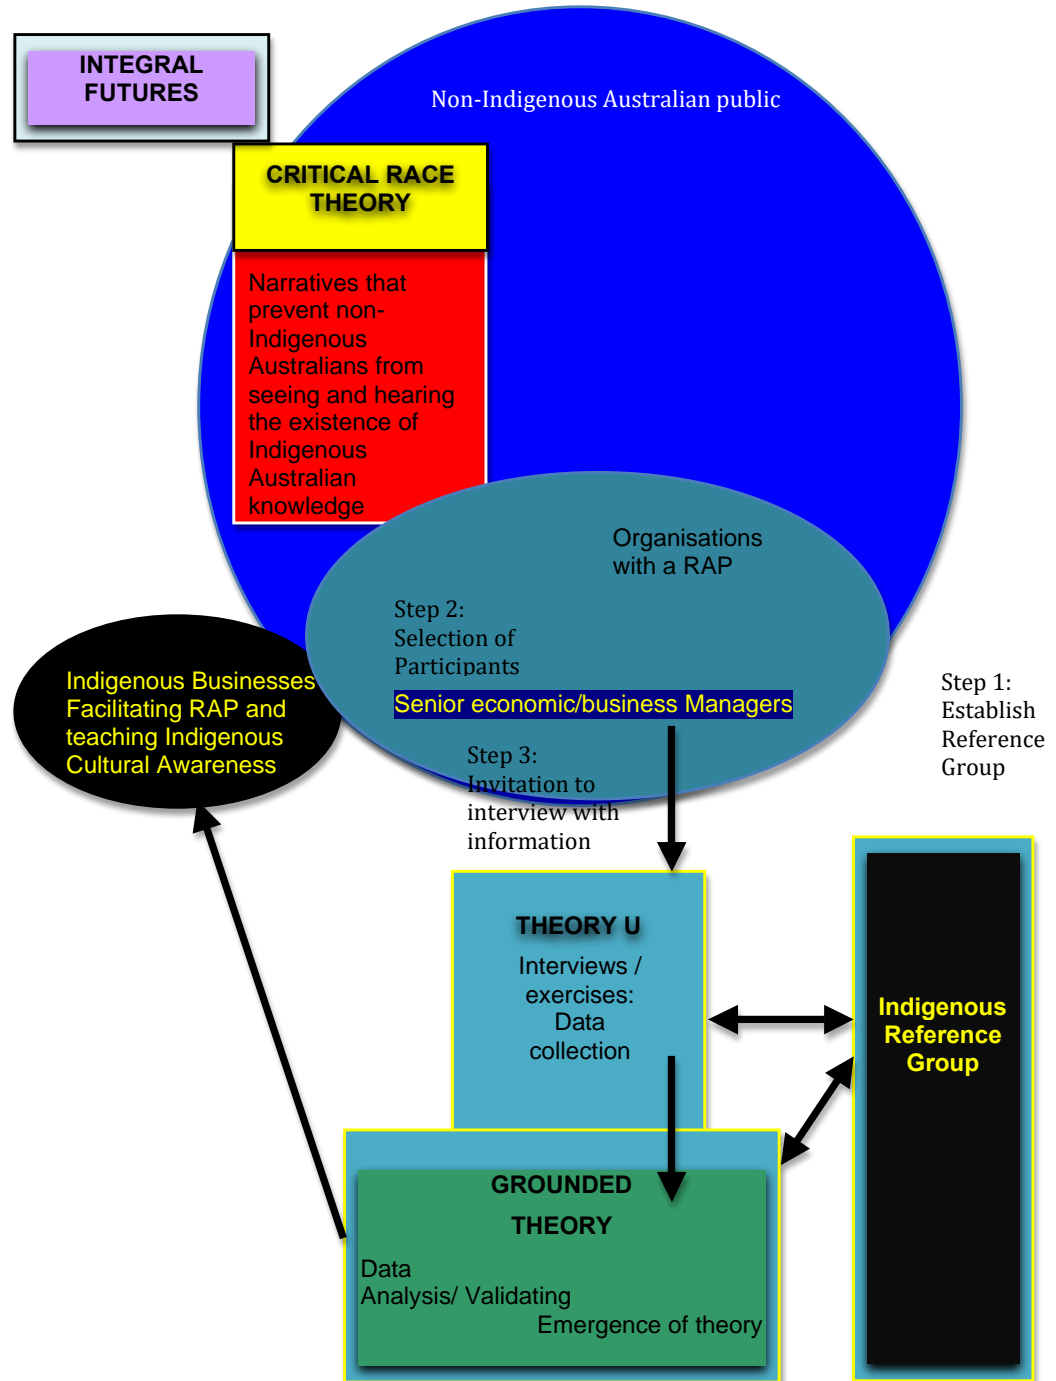 INTEGRAL
FUTURES
Non-Indigenous Australian public
CRITICAL RACE
THEORY
Narratives that
prevent non-
Indigenous
Australians from
seeing and hearing
the existence of
Indigenous
Australian
knowledge
Organisations
with a RAP
Step 2:
Selection of
Participants
Senior economic/business Managers
Indigenous Businesses
Facilitating RAP and
teaching Indigenous
Cultural Awareness
Step 1:
Establish
Reference
Group
Step 3:
Invitation to
interview with
information
THEORY U
Interviews /
exercises:
Data
collection
Indigenous
Reference
Group
GROUNDED
THEORY
Data
Analysis/ Validating
Emergence of theory